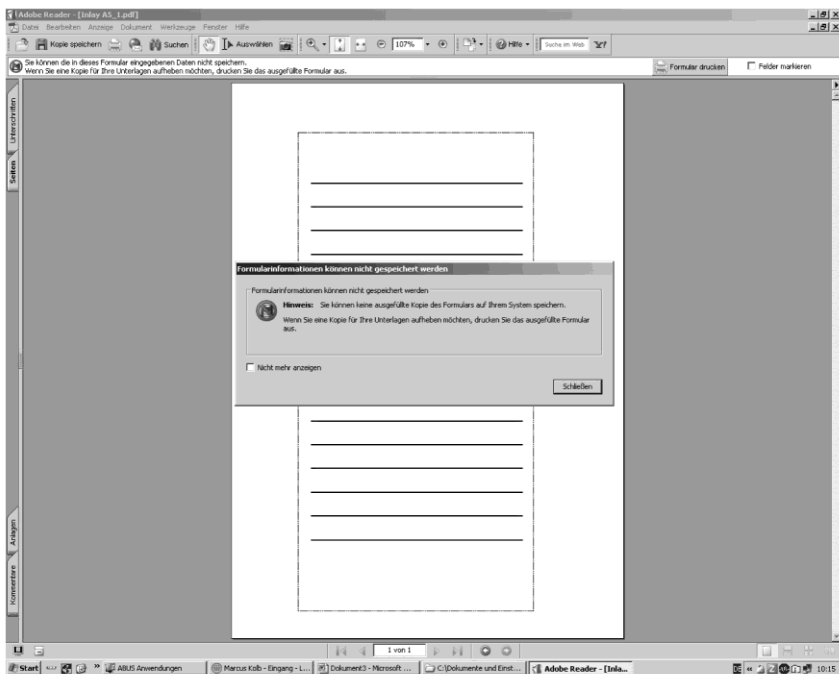 Adobe Reader - [Inlay A5_1.pdf]
Datei Bearbeiten Anzeige Dokument Werkzeuge Fenster Hilfe
Kopie speichern Suchen Auswählen 107% Hilfe Suche im Web Y!
Sie können die in dieses Formular eingegebenen Daten nicht speichern.
Wenn Sie eine Kopie für Ihre Unterlagen aufheben möchten, drucken Sie das ausgefüllte Formular aus.
Formular drucken Felder markieren
Unterschriften
Seiten
Formularinformationen können nicht gespeichert werden
Formularinformationen können nicht gespeichert werden
Hinweis: Sie können keine ausgefüllte Kopie des Formulars auf Ihrem System speichern.
Wenn Sie eine Kopie für Ihre Unterlagen aufheben möchten, drucken Sie das ausgefüllte Formular
aus.
Nicht mehr anzeigen
Schließen
Anlagen
Kommentare
1 von 1
Start ABUS Anwendungen Marcus Kolb - Eingang - L... Dokument3 - Microsoft ... C:\Dokumente und Einst... Adobe Reader - [Inla... DE 10:15